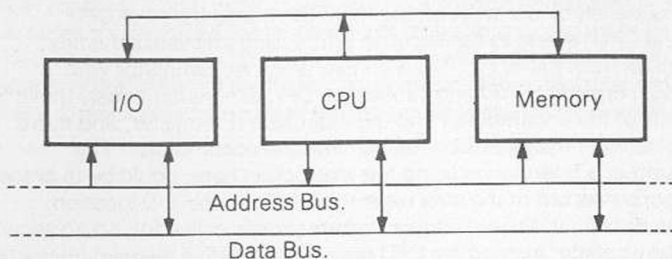 I/O
CPU
Memory
Address Bus.
Data Bus.